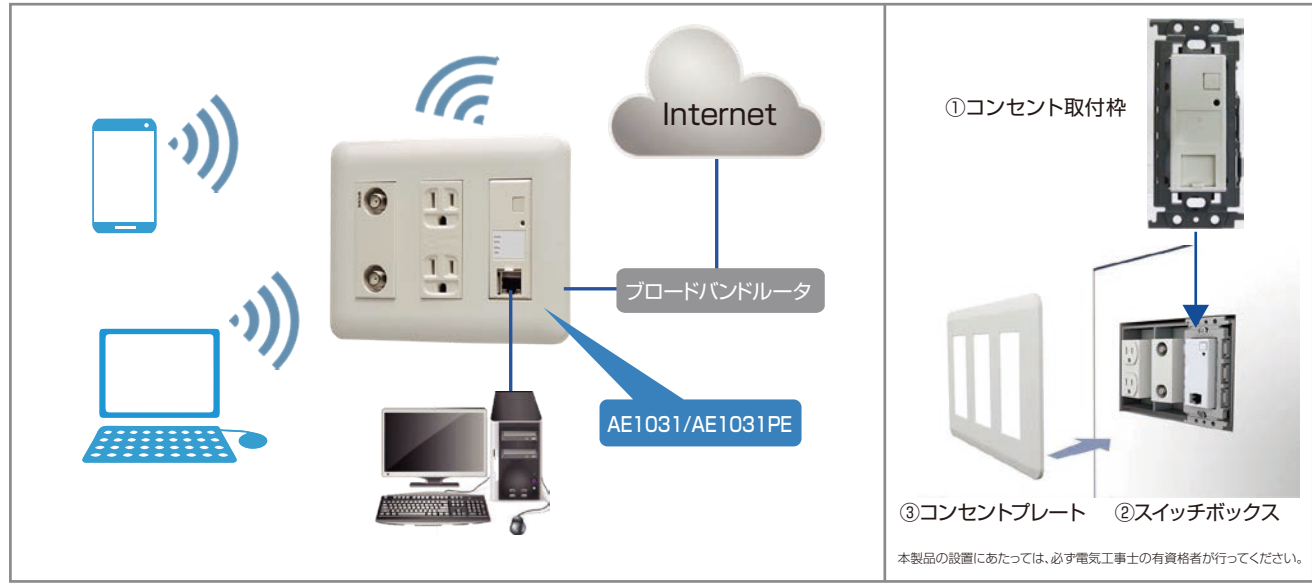 Internet
ブロードバンドルータ
AE1031/AE1031PE
①コンセント取付枠
③コンセントプレート
②スイッチボックス
本製品の設置にあたっては、必ず電気工事士の有資格者が行ってください。